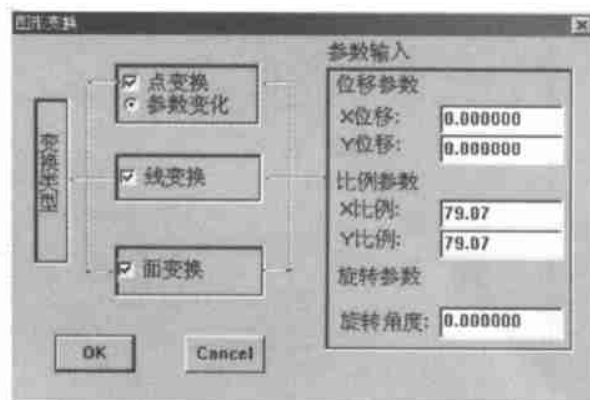 图形变换
变换类型
点变换
参数变化
线变换
面变换
OK
Cancel
参数输入
位移参数
X位移: 0.000000
Y位移: 0.000000
比例参数
X比例: 79.07
Y比例: 79.07
旋转参数
旋转角度: 0.000000